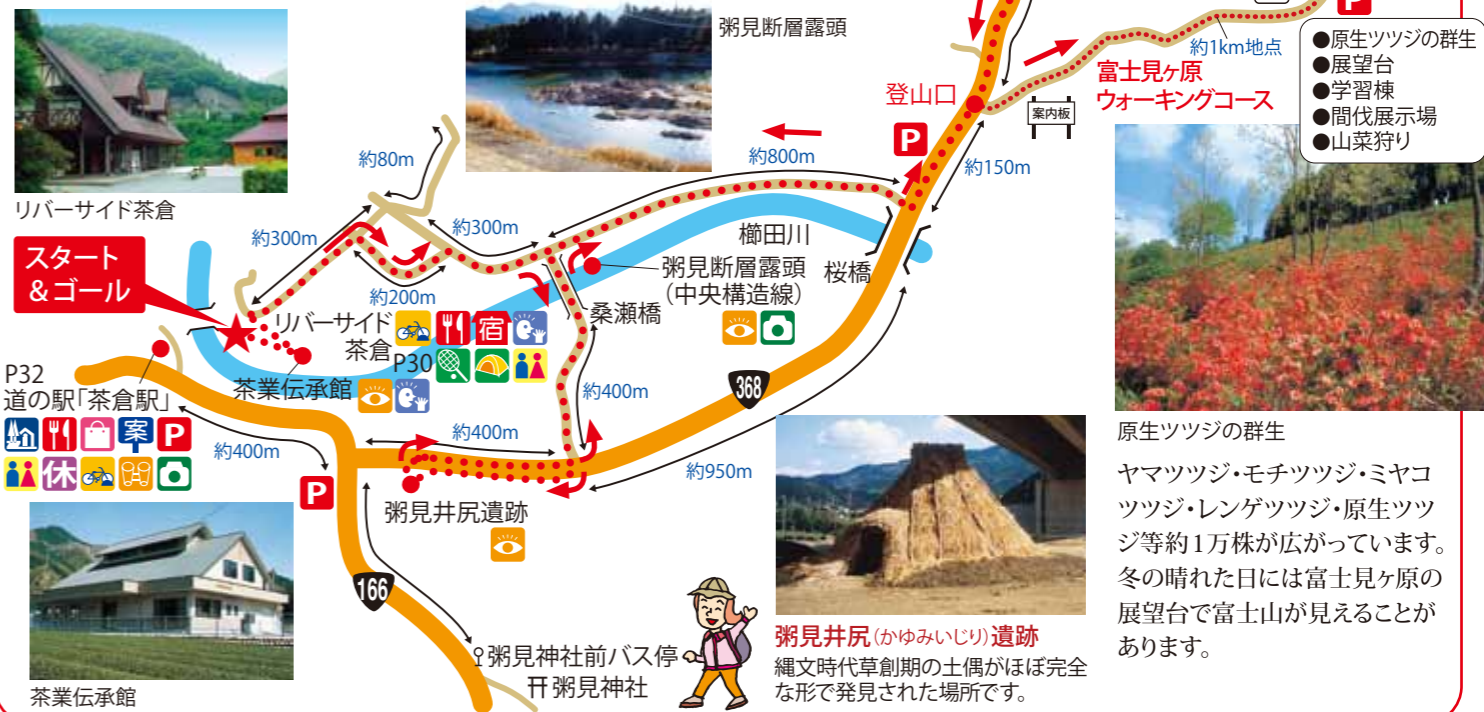 粥見断層露頭
P
約1km地点
●原生ツツジの群生
●展望台
●学習棟
●間伐展示場
●山菜狩り
富士見ヶ原
ウォーキングコース
登山口
案内板
P
約150m
約800m
約80m
リバーサイド茶倉
約300m
約300m
スタート
&ゴール
約200m
櫛田川
桜橋
粥見断層露頭
(中央構造線)
桑瀬橋
リバーサイド
茶倉
宿
P30
茶業伝承館
P32
道の駅「茶倉駅」
案 P
休
約400m
P
約400m
約400m
368
約950m
粥見井尻遺跡
166
粥見神社前バス停
粥見神社
茶業伝承館
粥見井尻(かゆみいじり)遺跡
縄文時代草創期の土偶がほぼ完全
な形で発見された場所です。
原生ツツジの群生
ヤマツツジ・モチツツジ・ミヤコ
ツツジ・レンゲツツジ・原生ツツ
ジ等約1万株が広がっています。
冬の晴れた日には富士見ヶ原の
展望台で富士山が見えることが
あります。